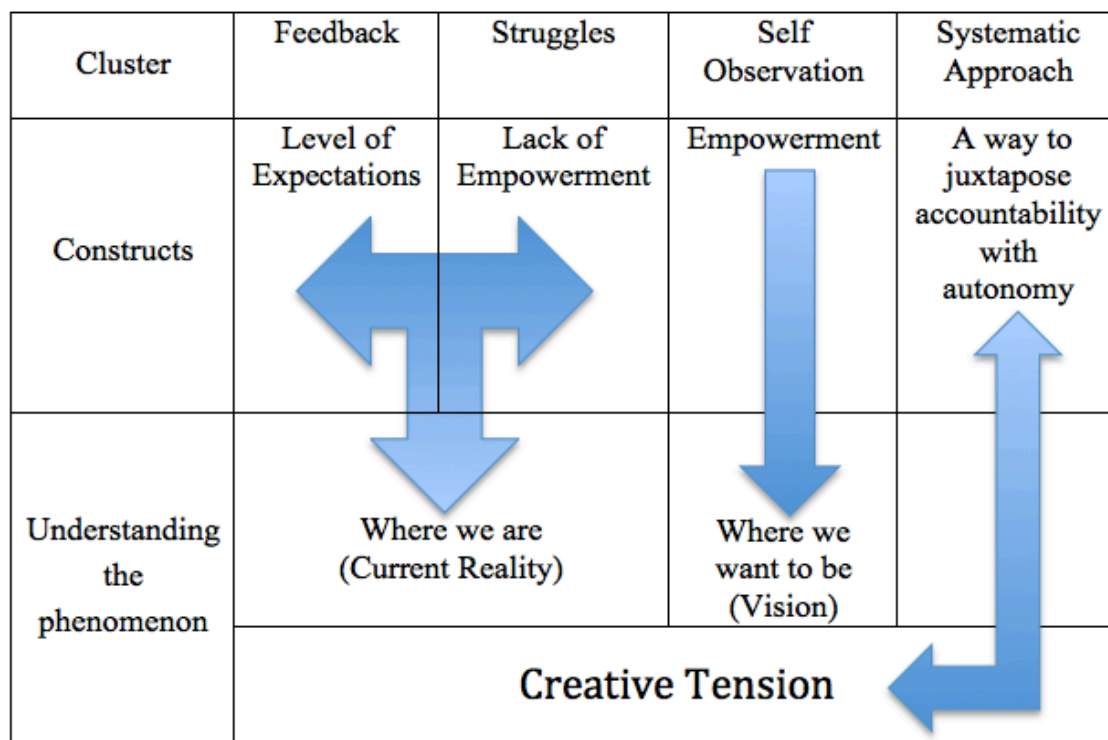 Cluster
Feedback
Struggles
Self
Observation
Systematic
Approach
Constructs
Level of
Expectations
Lack of
Empowerment
Empowerment
A way to
juxtapose
accountability
with
autonomy
Understanding
the
phenomenon
Where we are
(Current Reality)
Where we
want to be
(Vision)
Creative Tension